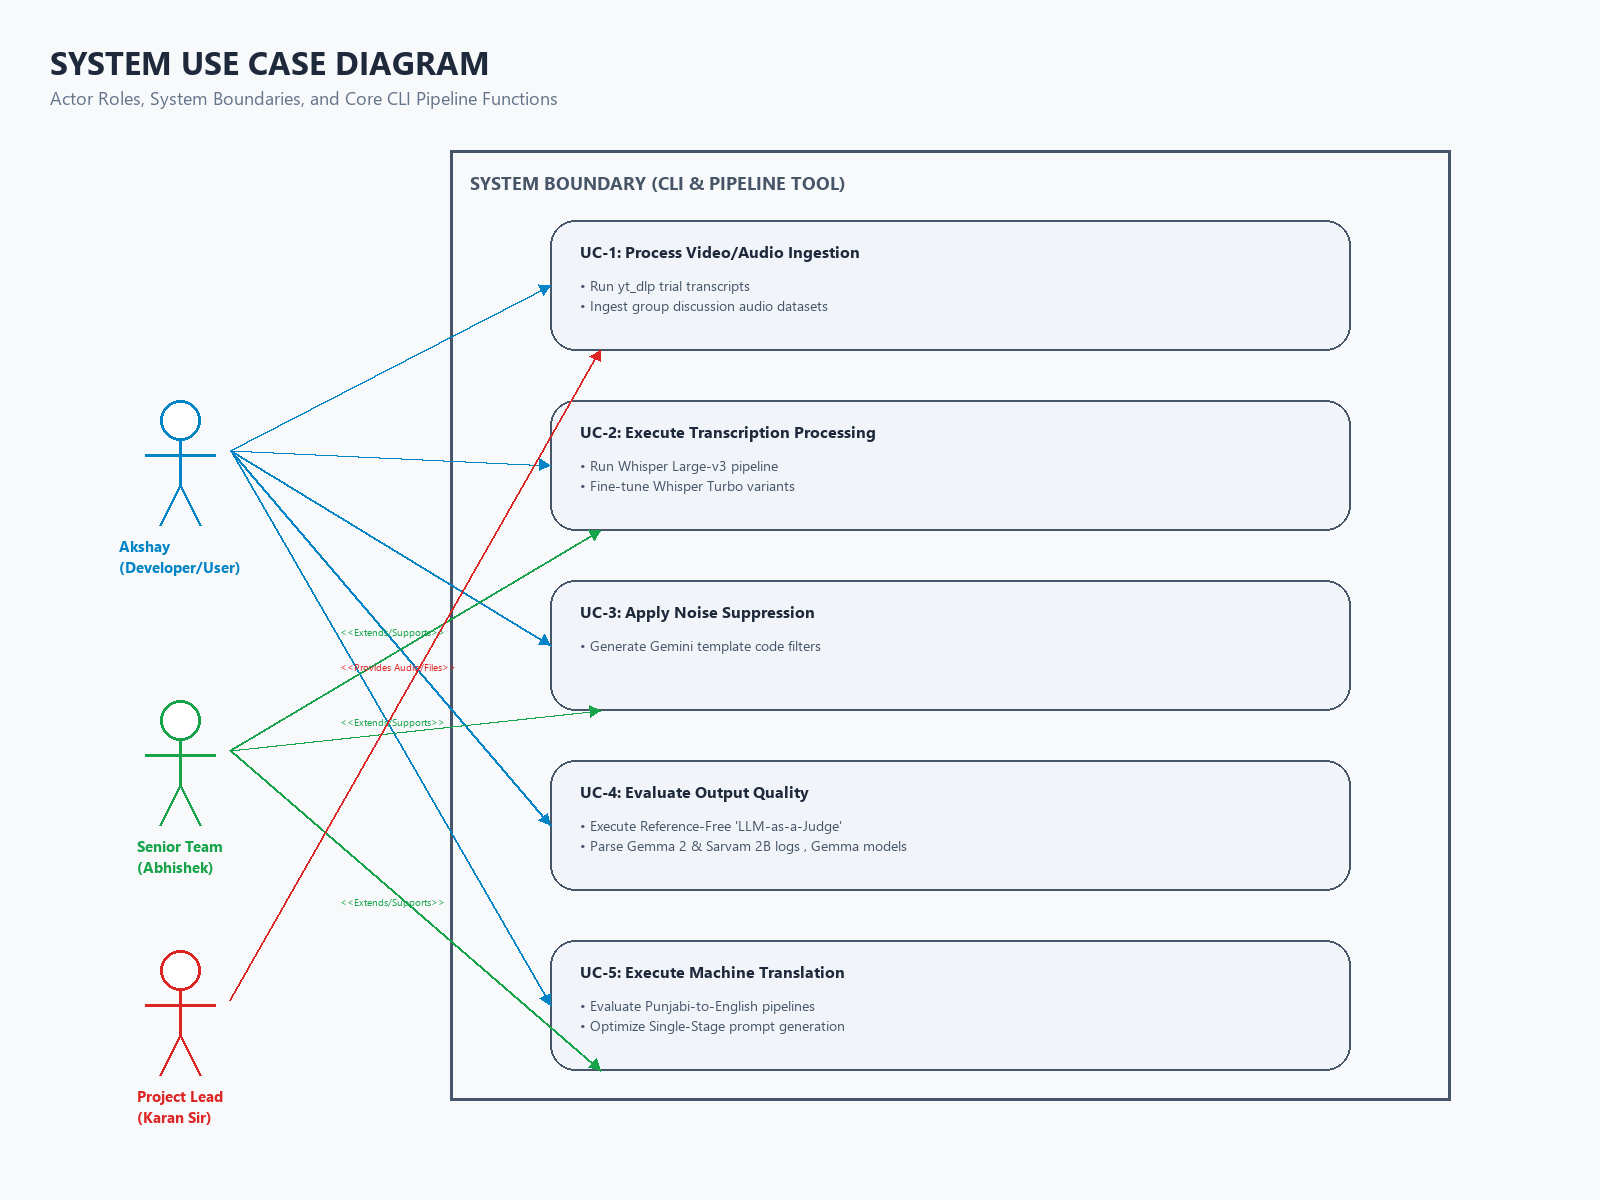 SYSTEM USE CASE DIAGRAM
Actor Roles, System Boundaries, and Core CLI Pipeline Functions
SYSTEM BOUNDARY (CLI & PIPELINE TOOL)
UC-1: Process Video/Audio Ingestion
• Run yt_dlp trial transcripts
• Ingest group discussion audio datasets
UC-2: Execute Transcription Processing
• Run Whisper Large-v3 pipeline
• Fine-tune Whisper Turbo variants
Akshay
(Developer/User)
UC-3: Apply Noise Suppression
• Generate Gemini template code filters
<<Extends/Supports>>
<<Provides Audio/Files>>
<<Extends/Supports>>
UC-4: Evaluate Output Quality
• Execute Reference-Free 'LLM-as-a-Judge'
• Parse Gemma 2 & Sarvam 2B logs , Gemma models
Senior Team
(Abhishek)
<<Extends/Supports>>
UC-5: Execute Machine Translation
• Evaluate Punjabi-to-English pipelines
• Optimize Single-Stage prompt generation
Project Lead
(Karan Sir)